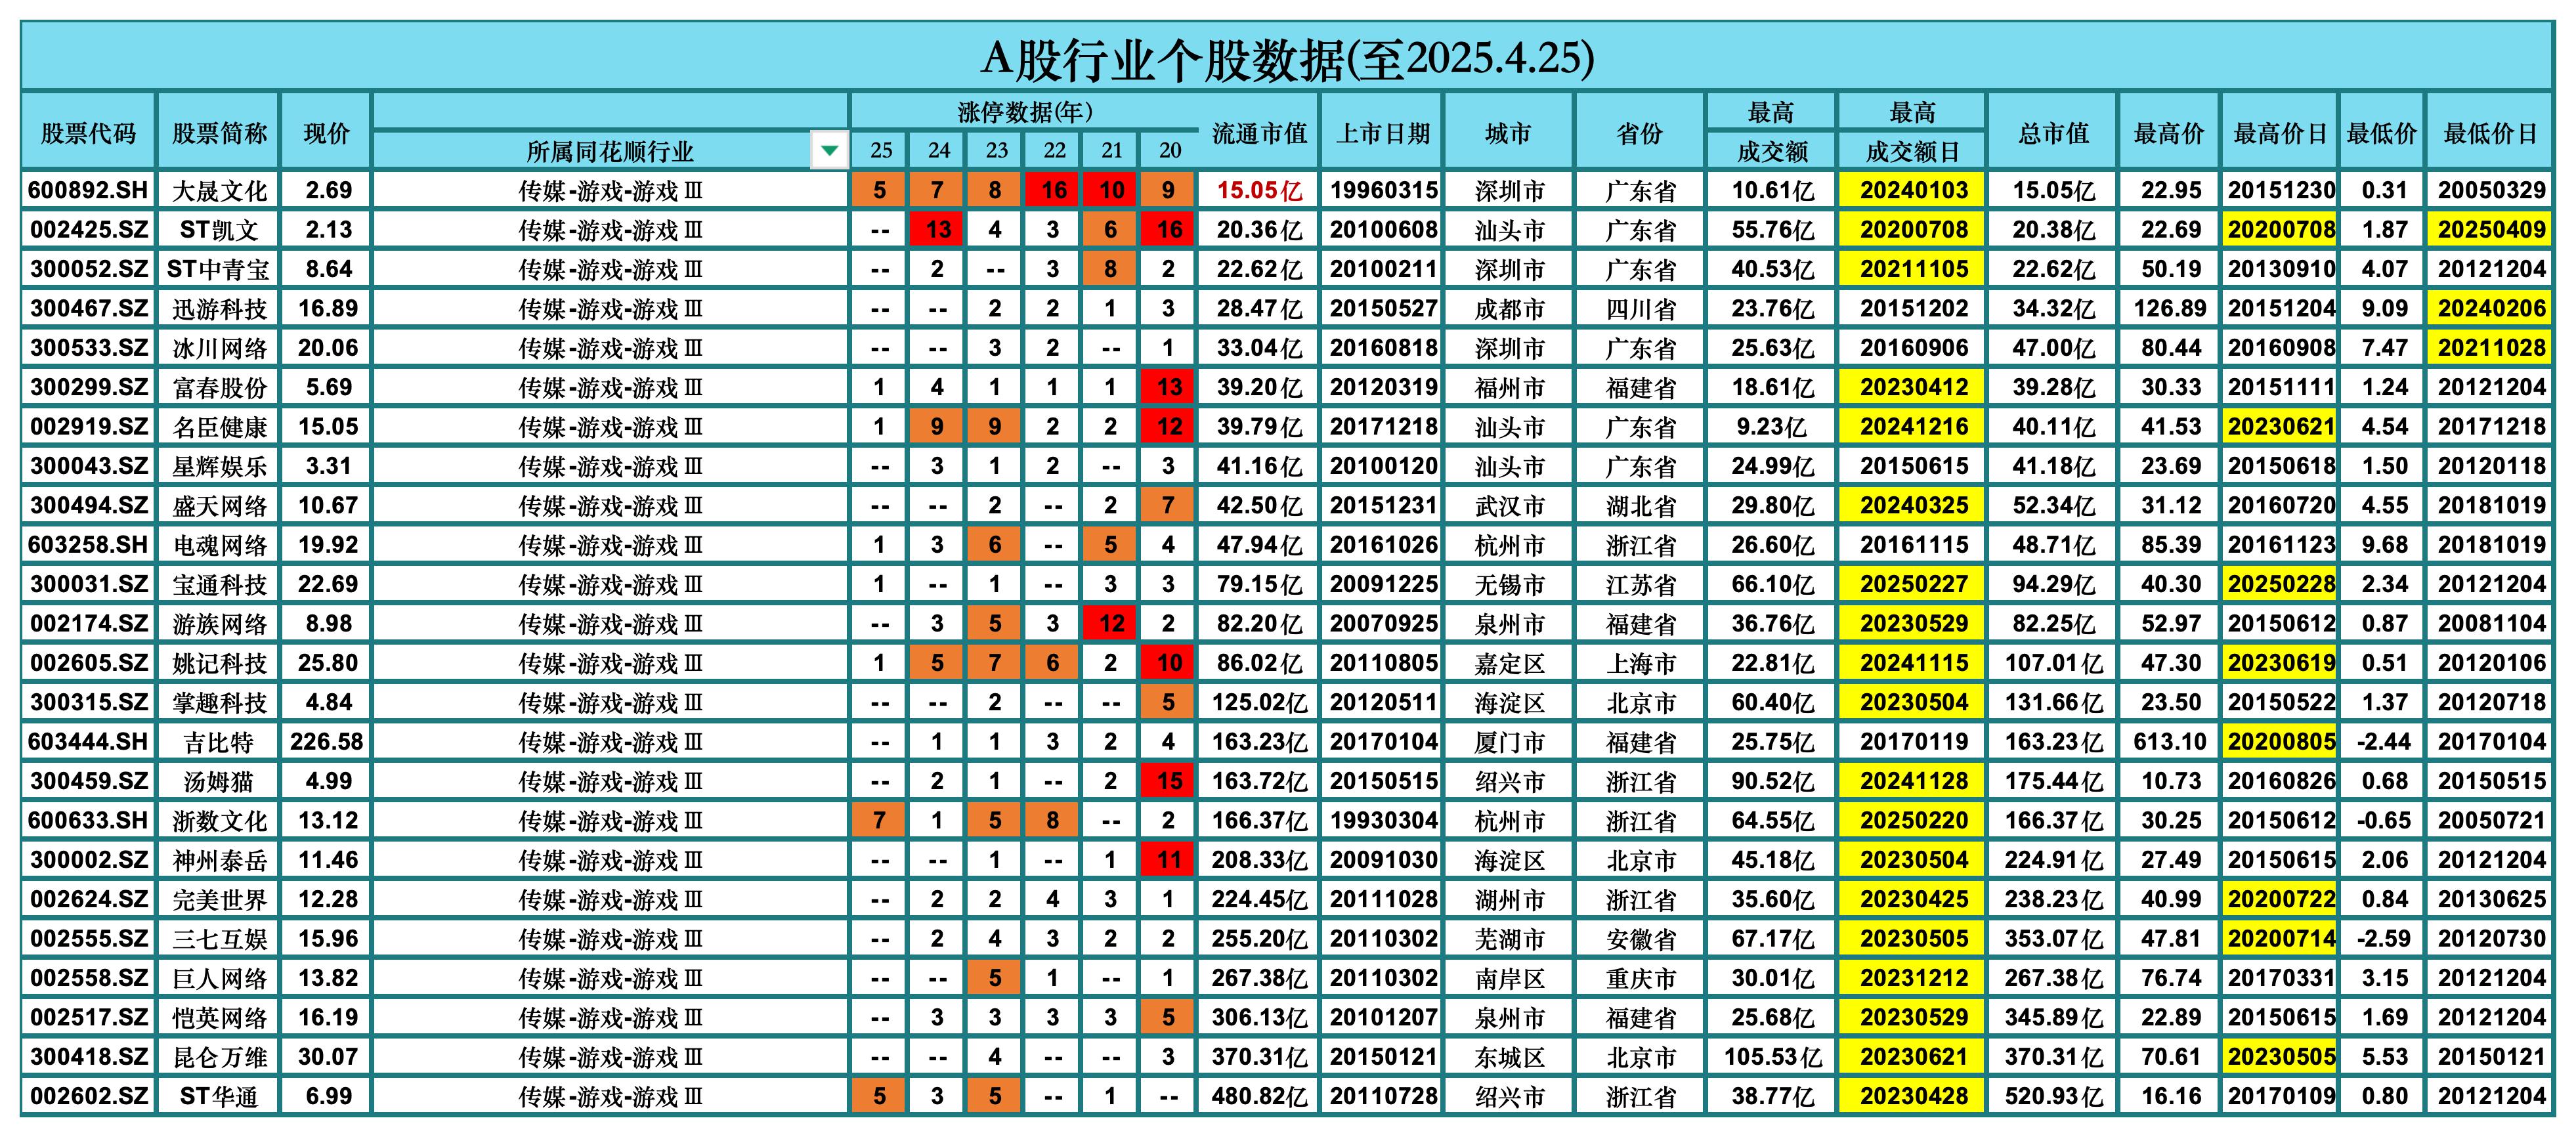 A股行业个股数据(至2025.4.25)
股票代码 股票简称 现价 所属同花顺行业 涨停数据(年) 25 24 23 22 21 20 流通市值 上市日期 城市 省份 最高成交额 最高成交额日 总市值 最高价 最高价日 最低价 最低价日
600892.SH 大晟文化 2.69 传媒-游戏-游戏Ⅲ 5 7 8 16 10 9 15.05亿 19960315 深圳市 广东省 10.61亿 20240103 15.05亿 22.95 20151230 0.31 20050329
002425.SZ ST凯文 2.13 传媒-游戏-游戏Ⅲ -- 13 4 3 6 16 20.36亿 20100608 汕头市 广东省 55.76亿 20200708 20.38亿 22.69 20200708 1.87 20250409
300052.SZ ST中青宝 8.64 传媒-游戏-游戏Ⅲ -- 2 -- 3 8 2 22.62亿 20100211 深圳市 广东省 40.53亿 20211105 22.62亿 50.19 20130910 4.07 20121204
300467.SZ 迅游科技 16.89 传媒-游戏-游戏Ⅲ -- -- 2 2 1 3 28.47亿 20150527 成都市 四川省 23.76亿 20151202 34.32亿 126.89 20151204 9.09 20240206
300533.SZ 冰川网络 20.06 传媒-游戏-游戏Ⅲ -- -- 3 2 -- 1 33.04亿 20160818 深圳市 广东省 25.63亿 20160906 47.00亿 80.44 20160908 7.47 20211028
300299.SZ 富春股份 5.69 传媒-游戏-游戏Ⅲ 1 4 1 1 1 13 39.20亿 20120319 福州市 福建省 18.61亿 20230412 39.28亿 30.33 20151111 1.24 20121204
002919.SZ 名臣健康 15.05 传媒-游戏-游戏Ⅲ 1 9 9 2 2 12 39.79亿 20171218 汕头市 广东省 9.23亿 20241216 40.11亿 41.53 20230621 4.54 20171218
300043.SZ 星辉娱乐 3.31 传媒-游戏-游戏Ⅲ -- 3 1 2 -- 3 41.16亿 20100120 汕头市 广东省 24.99亿 20150615 41.18亿 23.69 20150618 1.50 20120118
300494.SZ 盛天网络 10.67 传媒-游戏-游戏Ⅲ -- -- 2 -- 2 7 42.50亿 20151231 武汉市 湖北省 29.80亿 20240325 52.34亿 31.12 20160720 4.55 20181019
603258.SH 电魂网络 19.92 传媒-游戏-游戏Ⅲ 1 3 6 -- 5 4 47.94亿 20161026 杭州市 浙江省 26.60亿 20161115 48.71亿 85.39 20161123 9.68 20181019
300031.SZ 宝通科技 22.69 传媒-游戏-游戏Ⅲ 1 -- 1 -- 3 3 79.15亿 20091225 无锡市 江苏省 66.10亿 20250227 94.29亿 40.30 20250228 2.34 20121204
002174.SZ 游族网络 8.98 传媒-游戏-游戏Ⅲ -- 3 5 3 12 2 82.20亿 20070925 泉州市 福建省 36.76亿 20230529 82.25亿 52.97 20150612 0.87 20081104
002605.SZ 姚记科技 25.80 传媒-游戏-游戏Ⅲ 1 5 7 6 2 10 86.02亿 20110805 嘉定区 上海市 22.81亿 20241115 107.01亿 47.30 20230619 0.51 20120106
300315.SZ 掌趣科技 4.84 传媒-游戏-游戏Ⅲ -- -- 2 -- -- 5 125.02亿 20120511 海淀区 北京市 60.40亿 20230504 131.66亿 23.50 20150522 1.37 20120718
603444.SH 吉比特 226.58 传媒-游戏-游戏Ⅲ -- 1 1 3 2 4 163.23亿 20170104 厦门市 福建省 25.75亿 20170119 163.23亿 613.10 20200805 -2.44 20170104
300459.SZ 汤姆猫 4.99 传媒-游戏-游戏Ⅲ -- 2 1 -- 2 15 163.72亿 20150515 绍兴市 浙江省 90.52亿 20241128 175.44亿 10.73 20160826 0.68 20150515
600633.SH 浙数文化 13.12 传媒-游戏-游戏Ⅲ 7 1 5 8 -- 2 166.37亿 19930304 杭州市 浙江省 64.55亿 20250220 166.37亿 30.25 20150612 -0.65 20050721
300002.SZ 神州泰岳 11.46 传媒-游戏-游戏Ⅲ -- -- 1 -- 1 11 208.33亿 20091030 海淀区 北京市 45.18亿 20230504 224.91亿 27.49 20150615 2.06 20121204
002624.SZ 完美世界 12.28 传媒-游戏-游戏Ⅲ -- 2 2 4 3 1 224.45亿 20111028 湖州市 浙江省 35.60亿 20230425 238.23亿 40.99 20200722 0.84 20130625
002555.SZ 三七互娱 15.96 传媒-游戏-游戏Ⅲ -- 2 4 3 2 2 255.20亿 20110302 芜湖市 安徽省 67.17亿 20230505 353.07亿 47.81 20200714 -2.59 20120730
002558.SZ 巨人网络 13.82 传媒-游戏-游戏Ⅲ -- -- 5 1 -- 1 267.38亿 20110302 南岸区 重庆市 30.01亿 20231212 267.38亿 76.74 20170331 3.15 20121204
002517.SZ 恺英网络 16.19 传媒-游戏-游戏Ⅲ -- 3 3 3 3 5 306.13亿 20101207 泉州市 福建省 25.68亿 20230529 345.89亿 22.89 20150615 1.69 20121204
300418.SZ 昆仑万维 30.07 传媒-游戏-游戏Ⅲ -- -- 4 -- -- 3 370.31亿 20150121 东城区 北京市 105.53亿 20230621 370.31亿 70.61 20230505 5.53 20150121
002602.SZ ST华通 6.99 传媒-游戏-游戏Ⅲ 5 3 5 -- 1 -- 480.82亿 20110728 绍兴市 浙江省 38.77亿 20230428 520.93亿 16.16 20170109 0.80 20121204